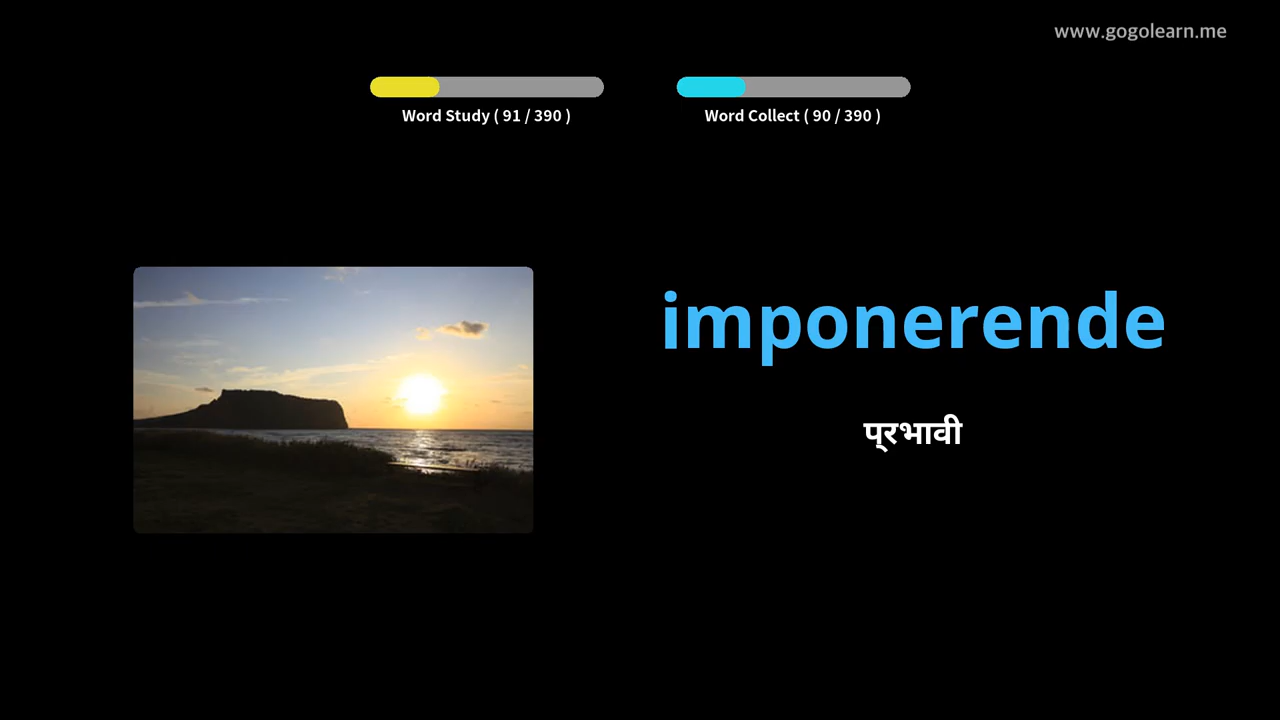 www.gogolearn.me
Word Study ( 91 / 390 )
Word Collect ( 90 / 390 )
imponerende
प्रभावी